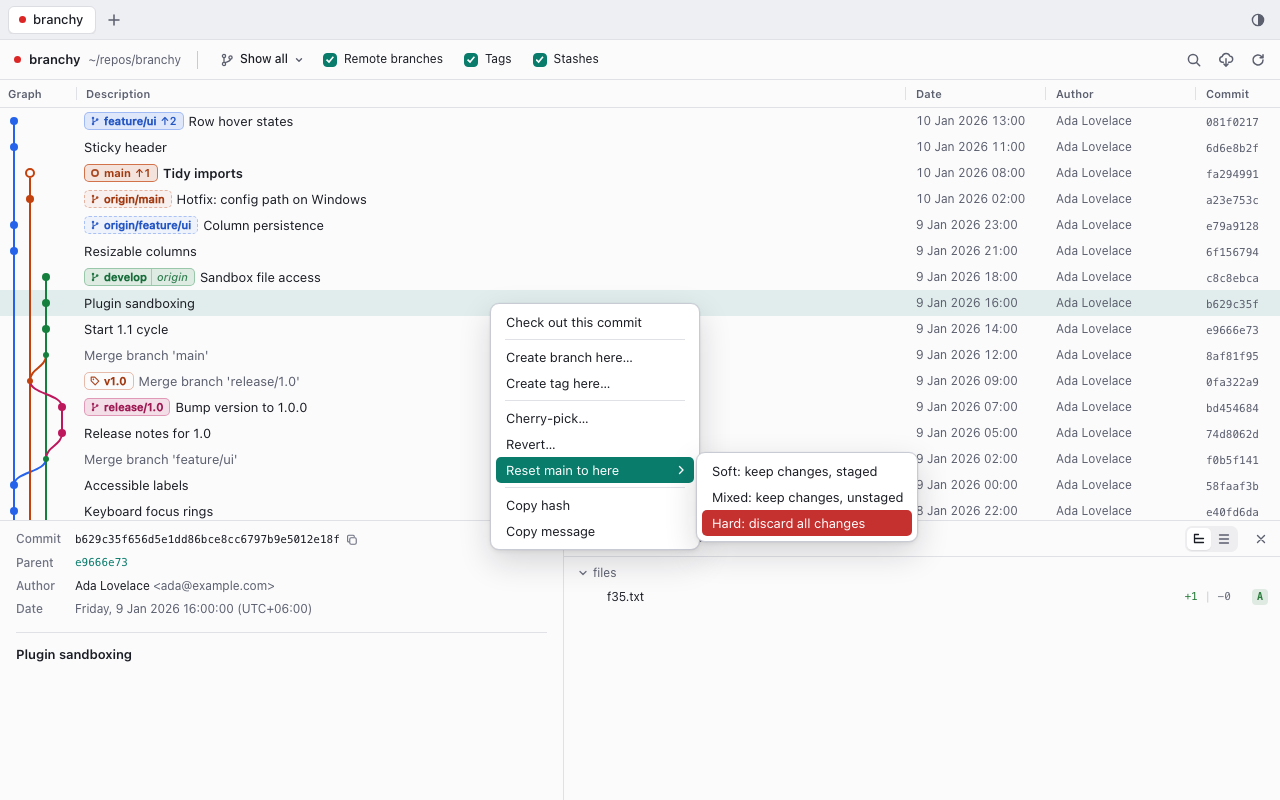 branchy
branchy ~/repos/branchy Show all Remote branches Tags Stashes
Graph Description Date Author Commit
feature/ui ↑2 Row hover states 10 Jan 2026 13:00 Ada Lovelace 081f0217
Sticky header 10 Jan 2026 11:00 Ada Lovelace 6d6e8b2f
main ↑1 Tidy imports 10 Jan 2026 08:00 Ada Lovelace fa294991
origin/main Hotfix: config path on Windows 10 Jan 2026 02:00 Ada Lovelace a23e753c
origin/feature/ui Column persistence 9 Jan 2026 23:00 Ada Lovelace e79a9128
Resizable columns 9 Jan 2026 21:00 Ada Lovelace 6f156794
develop origin Sandbox file access 9 Jan 2026 18:00 Ada Lovelace c8c8ebca
Plugin sandboxing 9 Jan 2026 16:00 Ada Lovelace b629c35f
Start 1.1 cycle 9 Jan 2026 14:00 Ada Lovelace e9666e73
Merge branch 'main' 9 Jan 2026 12:00 Ada Lovelace 8af81f95
v1.0 Merge branch 'release/1.0' 9 Jan 2026 09:00 Ada Lovelace 0fa322a9
release/1.0 Bump version to 1.0.0 9 Jan 2026 07:00 Ada Lovelace bd454684
Release notes for 1.0 9 Jan 2026 05:00 Ada Lovelace 74d8062d
Merge branch 'feature/ui' 9 Jan 2026 02:00 Ada Lovelace f0b5f141
Accessible labels 9 Jan 2026 00:00 Ada Lovelace 58faaf3b
Keyboard focus rings 8 Jan 2026 22:00 Ada Lovelace e40fd6da
Check out this commit
Create branch here...
Create tag here...
Cherry-pick...
Revert...
Reset main to here
Copy hash
Copy message
Soft: keep changes, staged
Mixed: keep changes, unstaged
Hard: discard all changes
Commit b629c35f656d5e1dd86bce8cc6797b9e5012e18f
Parent e9666e73
Author Ada Lovelace <ada@example.com>
Date Friday, 9 Jan 2026 16:00:00 (UTC+06:00)
Plugin sandboxing
files
f35.txt +1 | −0 A